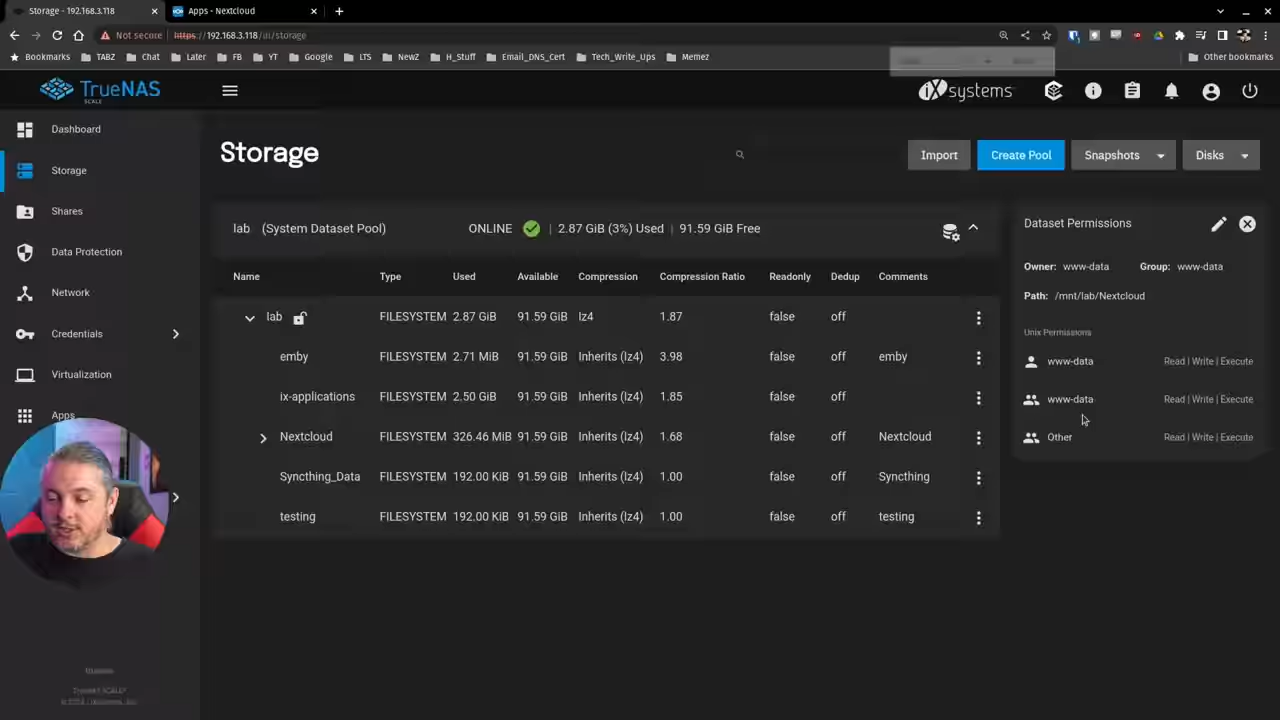 Storage - 192.168.3.118
Apps - Nextcloud
Not secure https://192.168.3.118/ui/storage
Bookmarks TABZ Chat Later FB YT Google LTS NewZ H_Stuff Email_DNS_Cert Tech_Write_Ups Memez Other bookmarks
TrueNAS
SCALE
iXsystems
Dashboard
Storage
Shares
Data Protection
Network
Credentials
Virtualization
Apps
Storage
Import Create Pool Snapshots Disks
lab (System Dataset Pool) ONLINE | 2.87 GiB (3%) Used | 91.59 GiB Free
Name Type Used Available Compression Compression Ratio Readonly Dedup Comments
lab FILESYSTEM 2.87 GiB 91.59 GiB lz4 1.87 false off
emby FILESYSTEM 2.71 MiB 91.59 GiB Inherits (lz4) 3.98 false off emby
ix-applications FILESYSTEM 2.50 GiB 91.59 GiB Inherits (lz4) 1.85 false off
Nextcloud FILESYSTEM 326.46 MiB 91.59 GiB Inherits (lz4) 1.68 false off Nextcloud
Syncthing_Data FILESYSTEM 192.00 KiB 91.59 GiB Inherits (lz4) 1.00 false off Syncthing
testing FILESYSTEM 192.00 KiB 91.59 GiB Inherits (lz4) 1.00 false off testing
Dataset Permissions
Owner: www-data Group: www-data
Path: /mnt/lab/Nextcloud
Unix Permissions
www-data Read | Write | Execute
www-data Read | Write | Execute
Other Read | Write | Execute